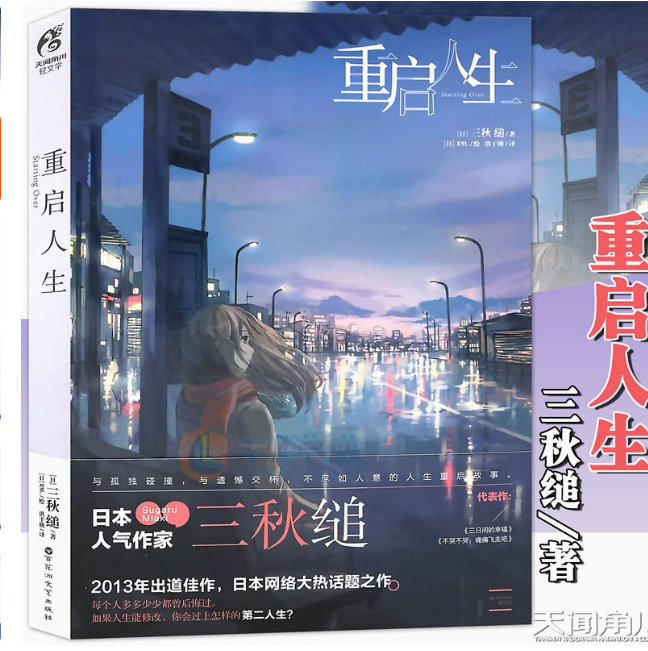 天闻角川
轻文学
重启人生
Starting Over
[日] 三秋 缒/著
[日] E9L/绘 洪于琇/译
重启人生
Starting Over
[日] 三秋 缒 著
百花洲文艺出版社
与孤独碰撞，与遗憾交杯，不尽如人意的人生重启故事。
日本
人气作家
Sugaru
Miaki
三秋缒
代表作：
《三日间的幸福》
《不哭不哭，痛痛飞走吧》
2013年出道佳作，日本网络大热话题之作
每个人多多少少都曾后悔过。
如果人生能修改，你会过上怎样的第二人生？
Starting
Over
重启人生
三秋缒/著
天闻角川